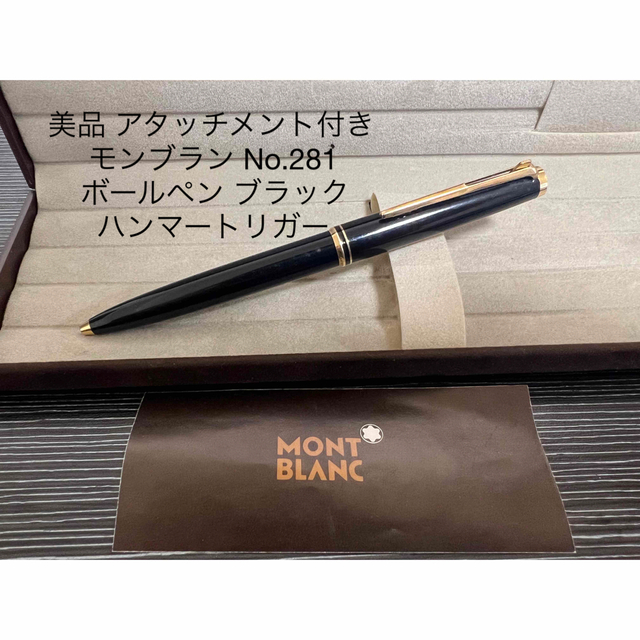 美品 アタッチメント付き
モンブラン No.281
ボールペン ブラック
ハンマートリガー
MONT
BLANC